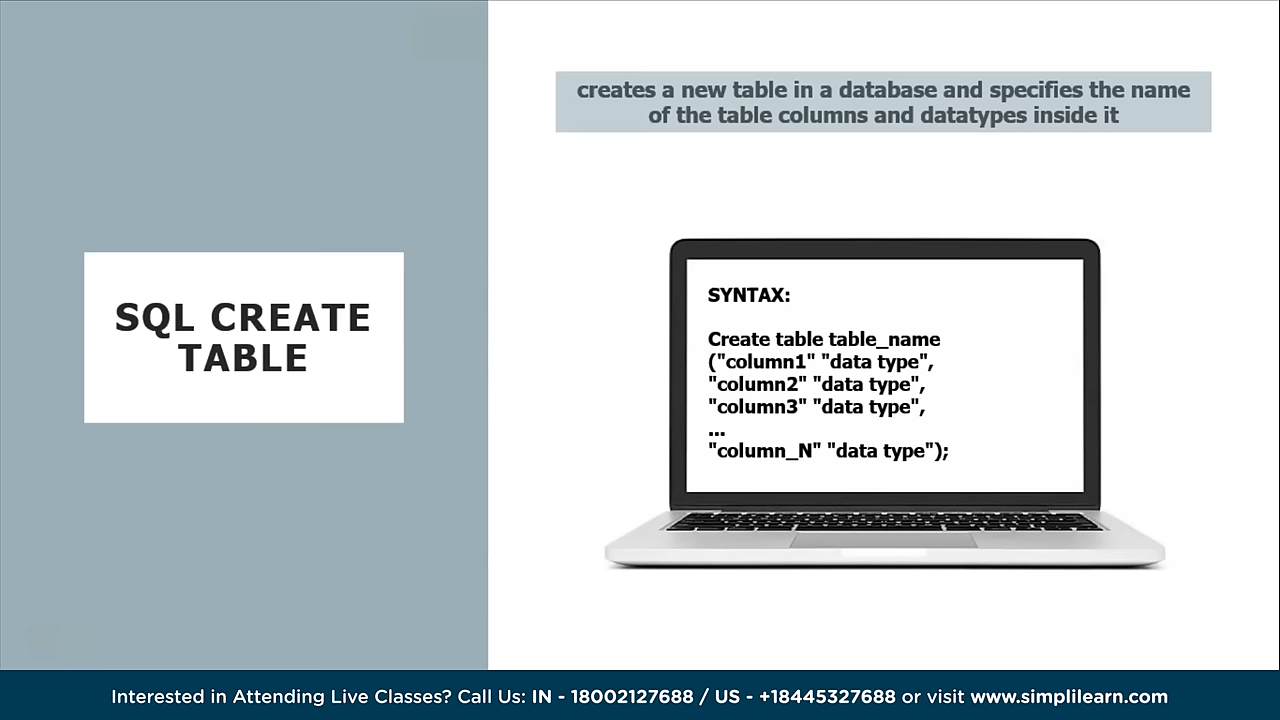 SQL CREATE
TABLE
creates a new table in a database and specifies the name
of the table columns and datatypes inside it
SYNTAX:
Create table table_name
("column1" "data type",
"column2" "data type",
"column3" "data type",
...
"column_N" "data type");
Interested in Attending Live Classes? Call Us: IN - 18002127688 / US - +18445327688 or visit www.simplilearn.com